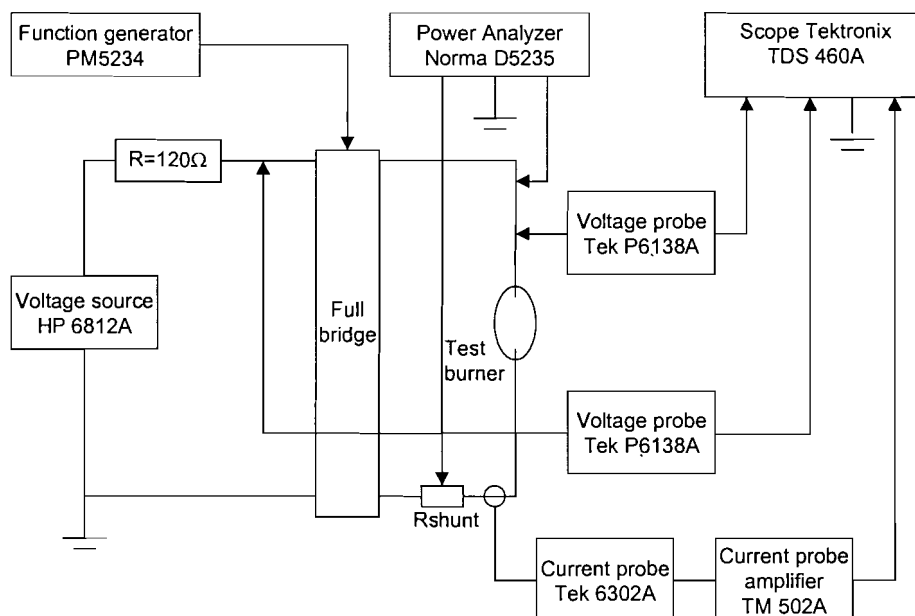 Function generator
PM5234
Power Analyzer
Norma D5235
Scope Tektronix
TDS 460A
R=120Ω
Voltage probe
Tek P6138A
Voltage source
HP 6812A
Full
bridge
Test
burner
Voltage probe
Tek P6138A
Rshunt
Current probe
Tek 6302A
Current probe
amplifier
TM 502A